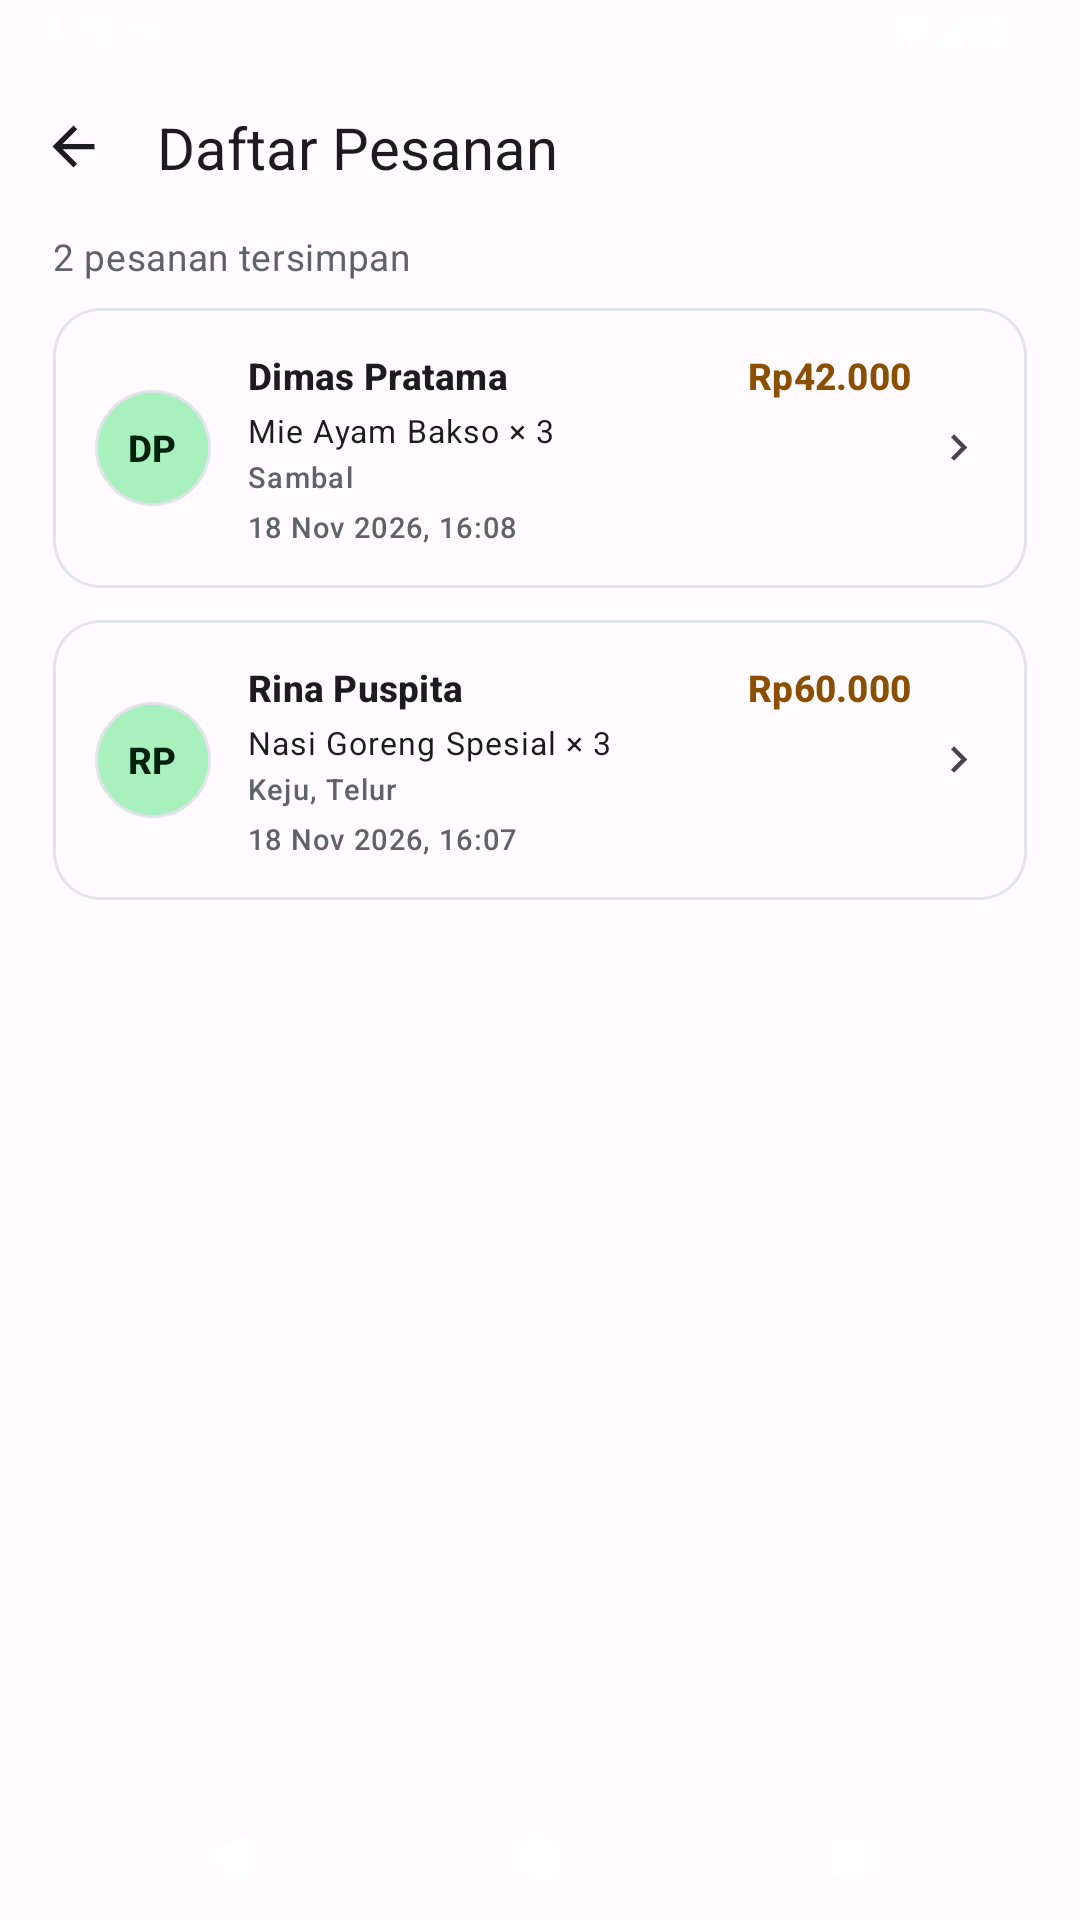 Daftar Pesanan
2 pesanan tersimpan
Dimas Pratama
Rp42.000
DP
Mie Ayam Bakso × 3
Sambal
18 Nov 2026, 16:08
Rina Puspita
Rp60.000
RP
Nasi Goreng Spesial × 3
Keju, Telur
18 Nov 2026, 16:07